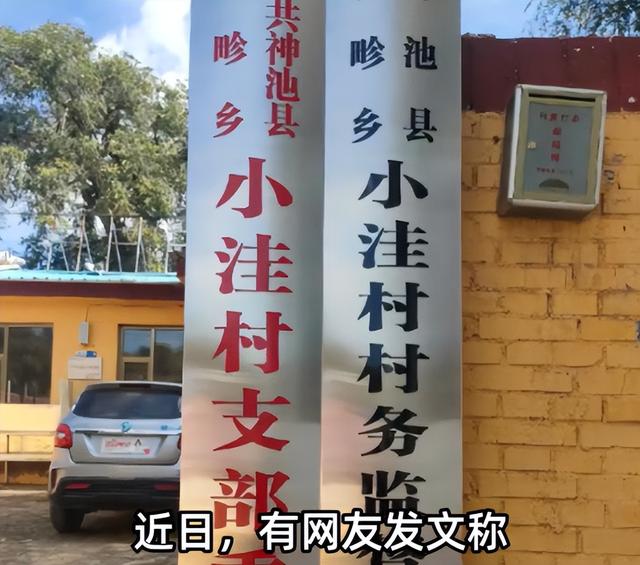 共神池县
畛乡
小洼村支部
池县
畛乡
小洼村村务监
近日，有网友发文称